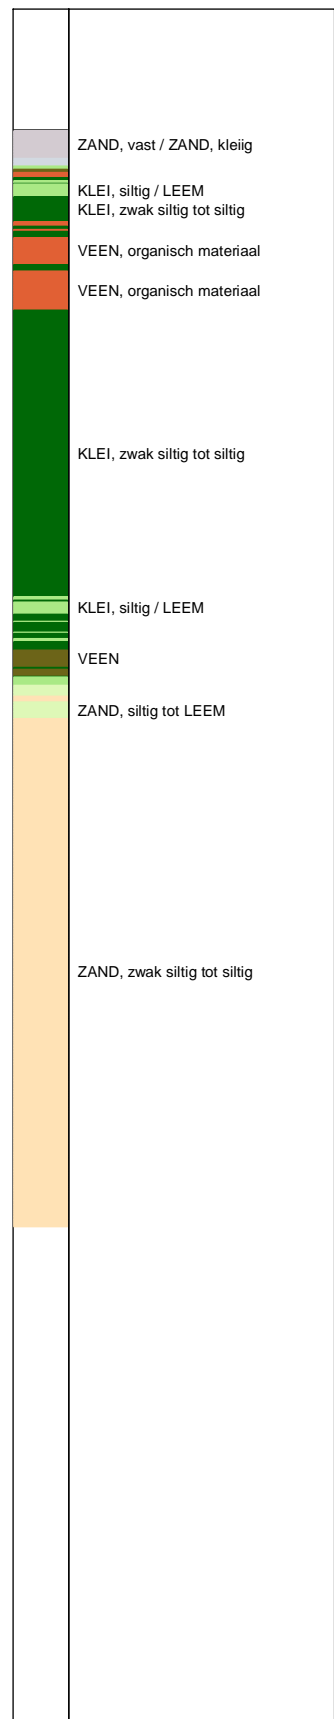 ZAND, vast / ZAND, kleiig
KLEI, siltig / LEEM
KLEI, zwak siltig tot siltig
VEEN, organisch materiaal
VEEN, organisch materiaal
KLEI, zwak siltig tot siltig
KLEI, siltig / LEEM
VEEN
ZAND, siltig tot LEEM
ZAND, zwak siltig tot siltig